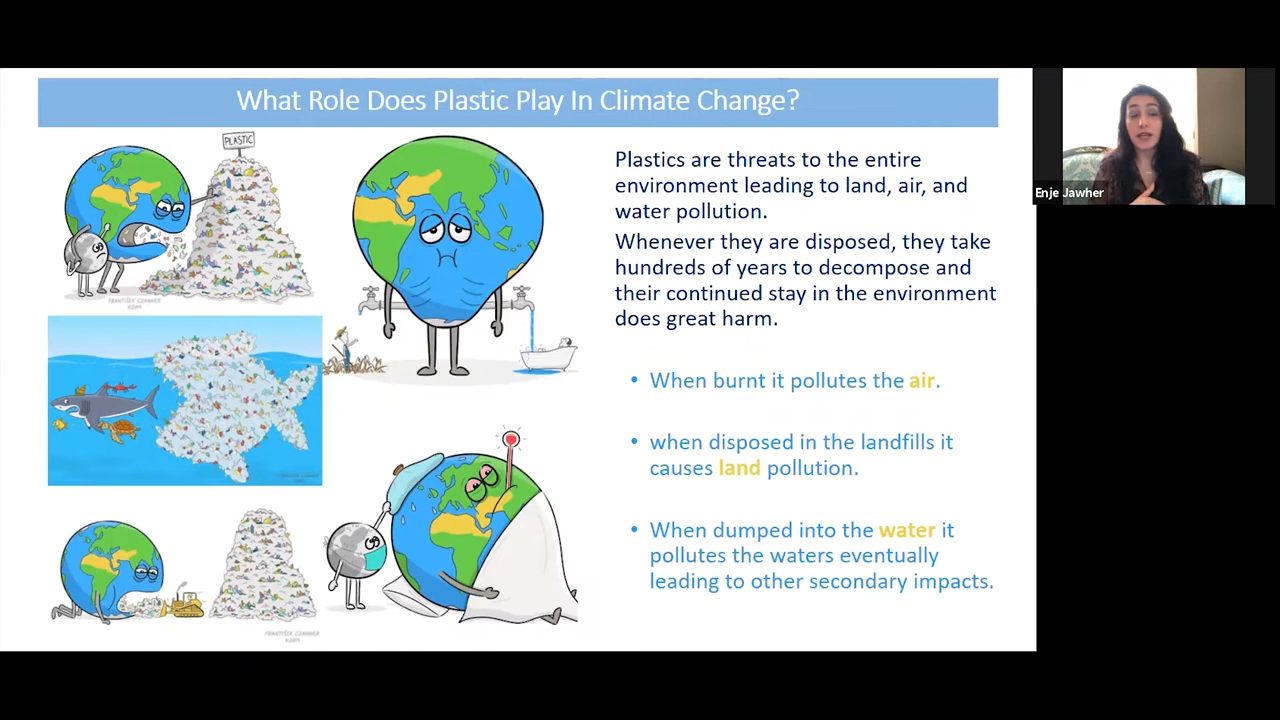 What Role Does Plastic Play In Climate Change?
PLASTIC
Plastics are threats to the entire
environment leading to land, air, and
water pollution.
Whenever they are disposed, they take
hundreds of years to decompose and
their continued stay in the environment
does great harm.
• When burnt it pollutes the air.
• when disposed in the landfills it
causes land pollution.
• When dumped into the water it
pollutes the waters eventually
leading to other secondary impacts.
Enje Jawher